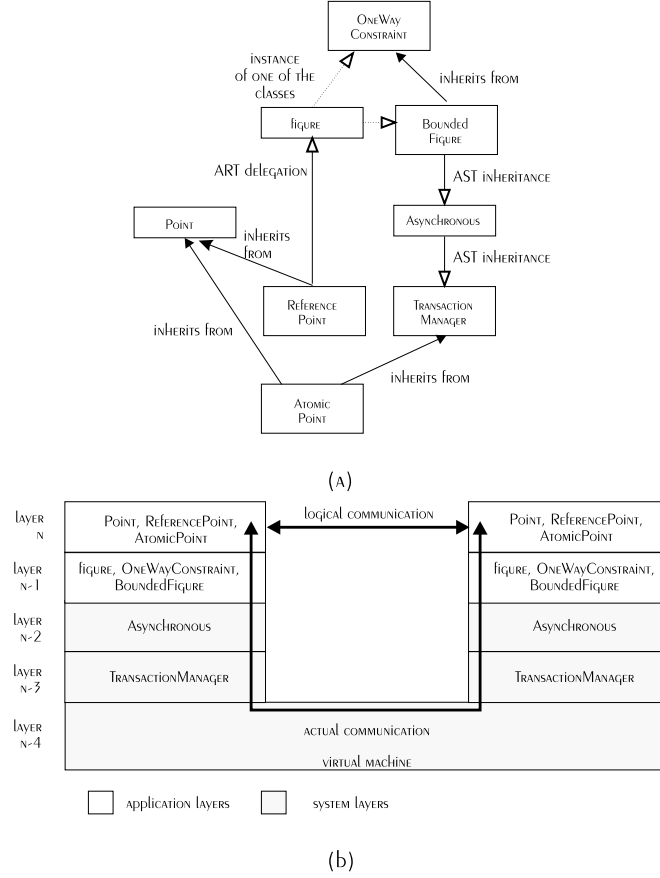 OneWay
Constraint
instance
of one of the
classes
inherits from
figure
Bounded
Figure
ART delegation
AST inheritance
Point
inherits
from
Asynchronous
AST inheritance
Reference
Point
Transaction
Manager
inherits from
inherits from
Atomic
Point
(a)
layer
n
Point, ReferencePoint,
AtomicPoint
logical communication
Point, ReferencePoint,
AtomicPoint
layer
n-1
figure, OneWayConstraint,
BoundedFigure
figure, OneWayConstraint,
BoundedFigure
layer
n-2
Asynchronous
Asynchronous
layer
n-3
TransactionManager
TransactionManager
layer
n-4
actual communication
virtual machine
application layers
system layers
(b)